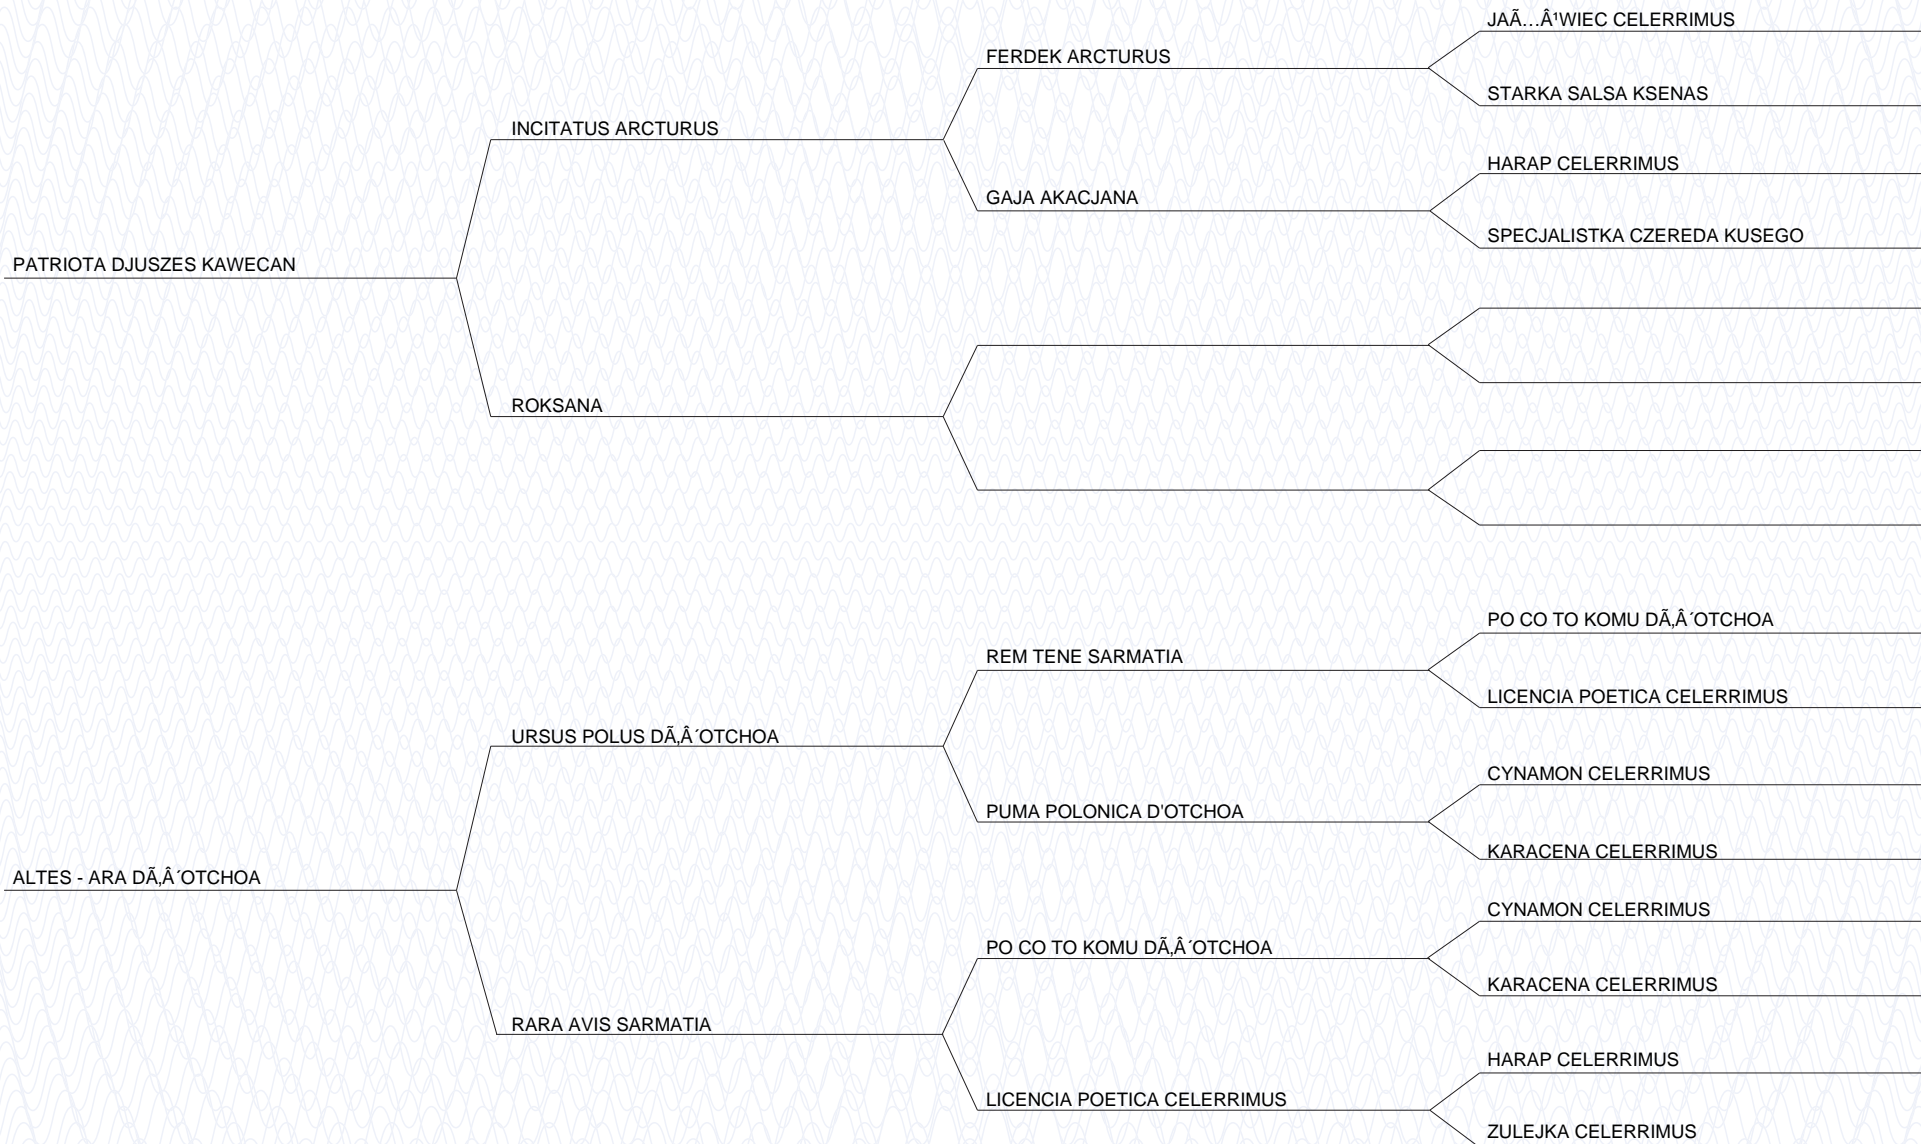 JAÃ…Â¹WIEC CELERRIMUS
FERDEK ARCTURUS
STARKA SALSA KSENAS
INCITATUS ARCTURUS
HARAP CELERRIMUS
GAJA AKACJANA
SPECJALISTKA CZEREDA KUSEGO
PATRIOTA DJUSZES KAWECAN
ROKSANA
PO CO TO KOMU DÃ‚Â´OTCHOA
REM TENE SARMATIA
LICENCIA POETICA CELERRIMUS
URSUS POLUS DÃ‚Â´OTCHOA
CYNAMON CELERRIMUS
PUMA POLONICA D'OTCHOA
KARACENA CELERRIMUS
ALTES - ARA DÃ‚Â´OTCHOA
CYNAMON CELERRIMUS
PO CO TO KOMU DÃ‚Â´OTCHOA
KARACENA CELERRIMUS
RARA AVIS SARMATIA
HARAP CELERRIMUS
LICENCIA POETICA CELERRIMUS
ZULEJKA CELERRIMUS